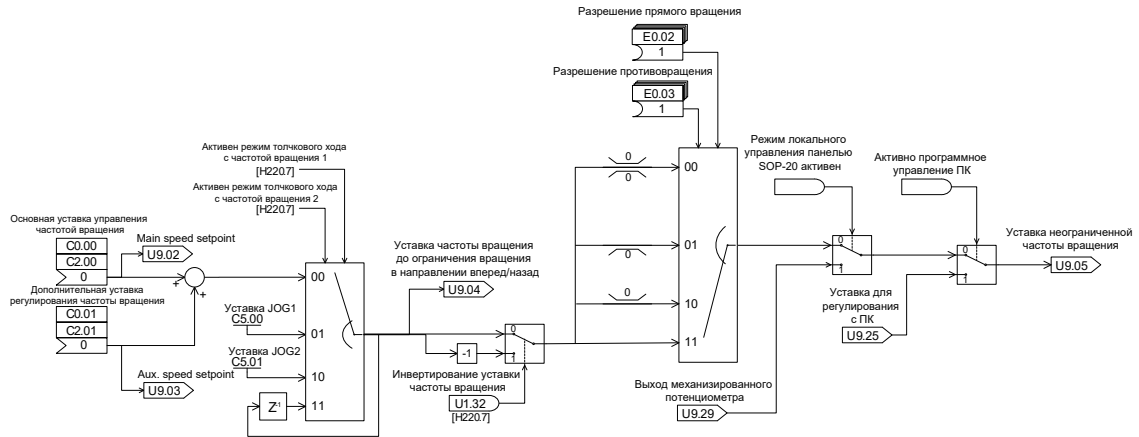 Разрешение прямого вращения
E0.02
1
Разрешение противовращения
E0.03
1
Активен режим толчкового хода
с частотой вращения 1
[H220.7]
Активен режим толчкового хода
с частотой вращения 2
[H220.7]
Основная уставка управления
частотой вращения
C0.00
C2.00
0
Main speed setpoint
U9.02
Дополнительная уставка
регулирования частоты вращения
C0.01
C2.01
0
Aux. speed setpoint
U9.03
+
+
Уставка JOG1
C5.00
Уставка JOG2
C5.01
Z-1
00
01
10
11
Уставка частоты вращения
до ограничения вращения
в направлении вперед/назад
U9.04
-1
0
1
Инвертирование уставки
частоты вращения
U1.32
[H220.7]
0
0
0
0
00
01
10
11
Режим локального
управления панелью
SOP-20 активен
0
1
Выход механизированного
потенциометра
U9.29
Активно программное
управление ПК
0
1
Уставка для
регулирования
с ПК
U9.25
Уставка неограниченной
частоты вращения
U9.05